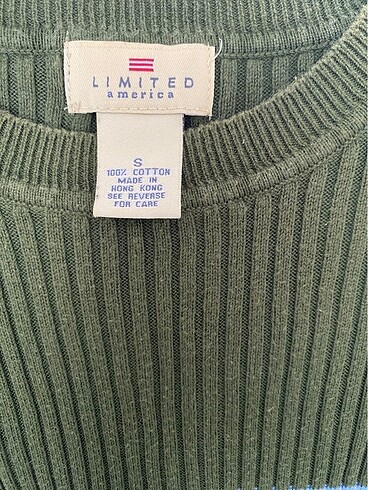 LIMITED
america
S
100% COTTON
MADE IN
HONG KONG
SEE REVERSE
FOR CARE